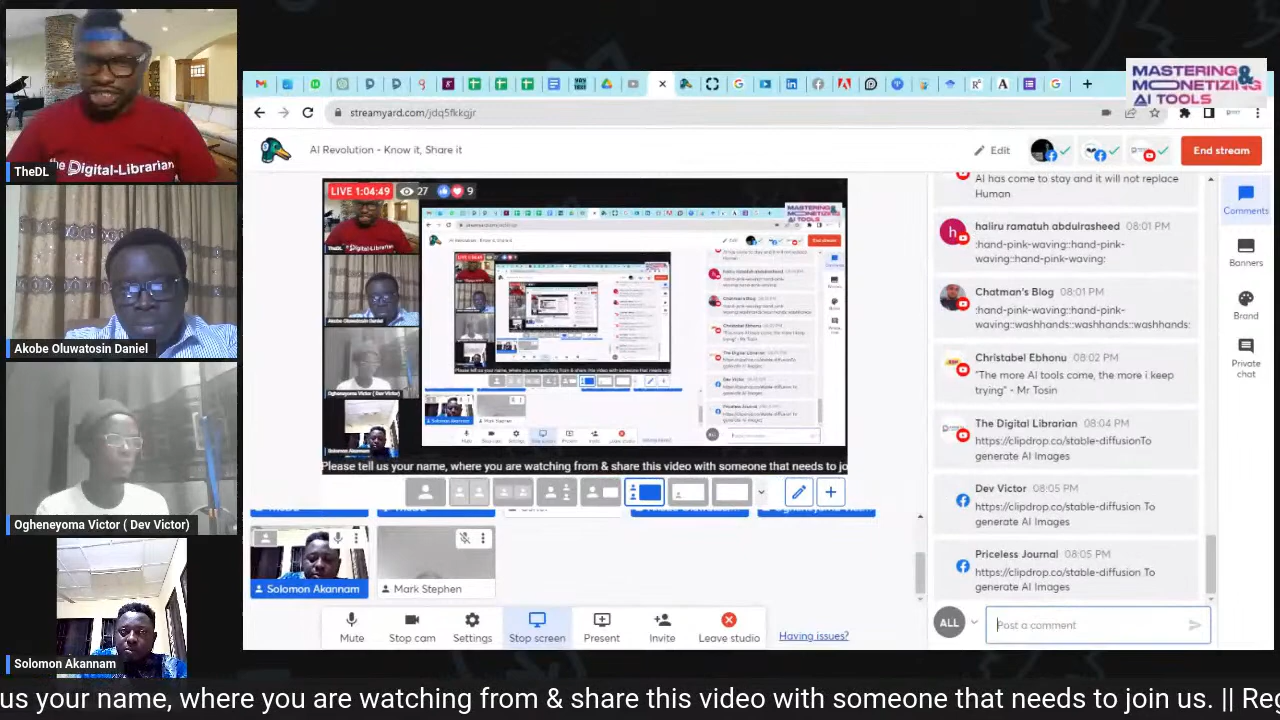 the Digital-Librarian
TheDL
Akobe Oluwatosin Daniel
Ogheneyoma Victor ( Dev Victor)
Solomon Akannam
MASTERING &
MONETIZING
AI TOOLS
streamyard.com/jdq5fkkgjr
AI Revolution - Know it, Share it
Edit
End stream
LIVE 1:04:49
27
9
Please tell us your name, where you are watching from & share this video with someone that needs to jo
Solomon Akannam
Mark Stephen
Mute
Stop cam
Settings
Stop screen
Present
Invite
Leave studio
Having issues?
AI has come to stay and it will not replace
Human
haliru ramatuh abdulrasheed 08:01 PM
:hand-pink-waving::hand-pink-
waving::hand-pink-waving:
Chatman's Blog 08:01 PM
:hand-pink-waving::hand-pink-
waving::washhands::washhands::washhands:
Christabel Ebhonu 08:02 PM
"The more AI tools come, the more i keep
trying" - Mr Tosin
The Digital Librarian 08:04 PM
https://clipdrop.co/stable-diffusionTo
generate AI Images
Dev Victor 08:05 PM
https://clipdrop.co/stable-diffusion To
generate AI Images
Priceless Journal 08:05 PM
https://clipdrop.co/stable-diffusion To
generate AI Images
ALL
Post a comment
Comments
Banners
Brand
Private
chat
us your name, where you are watching from & share this video with someone that needs to join us. || Reg